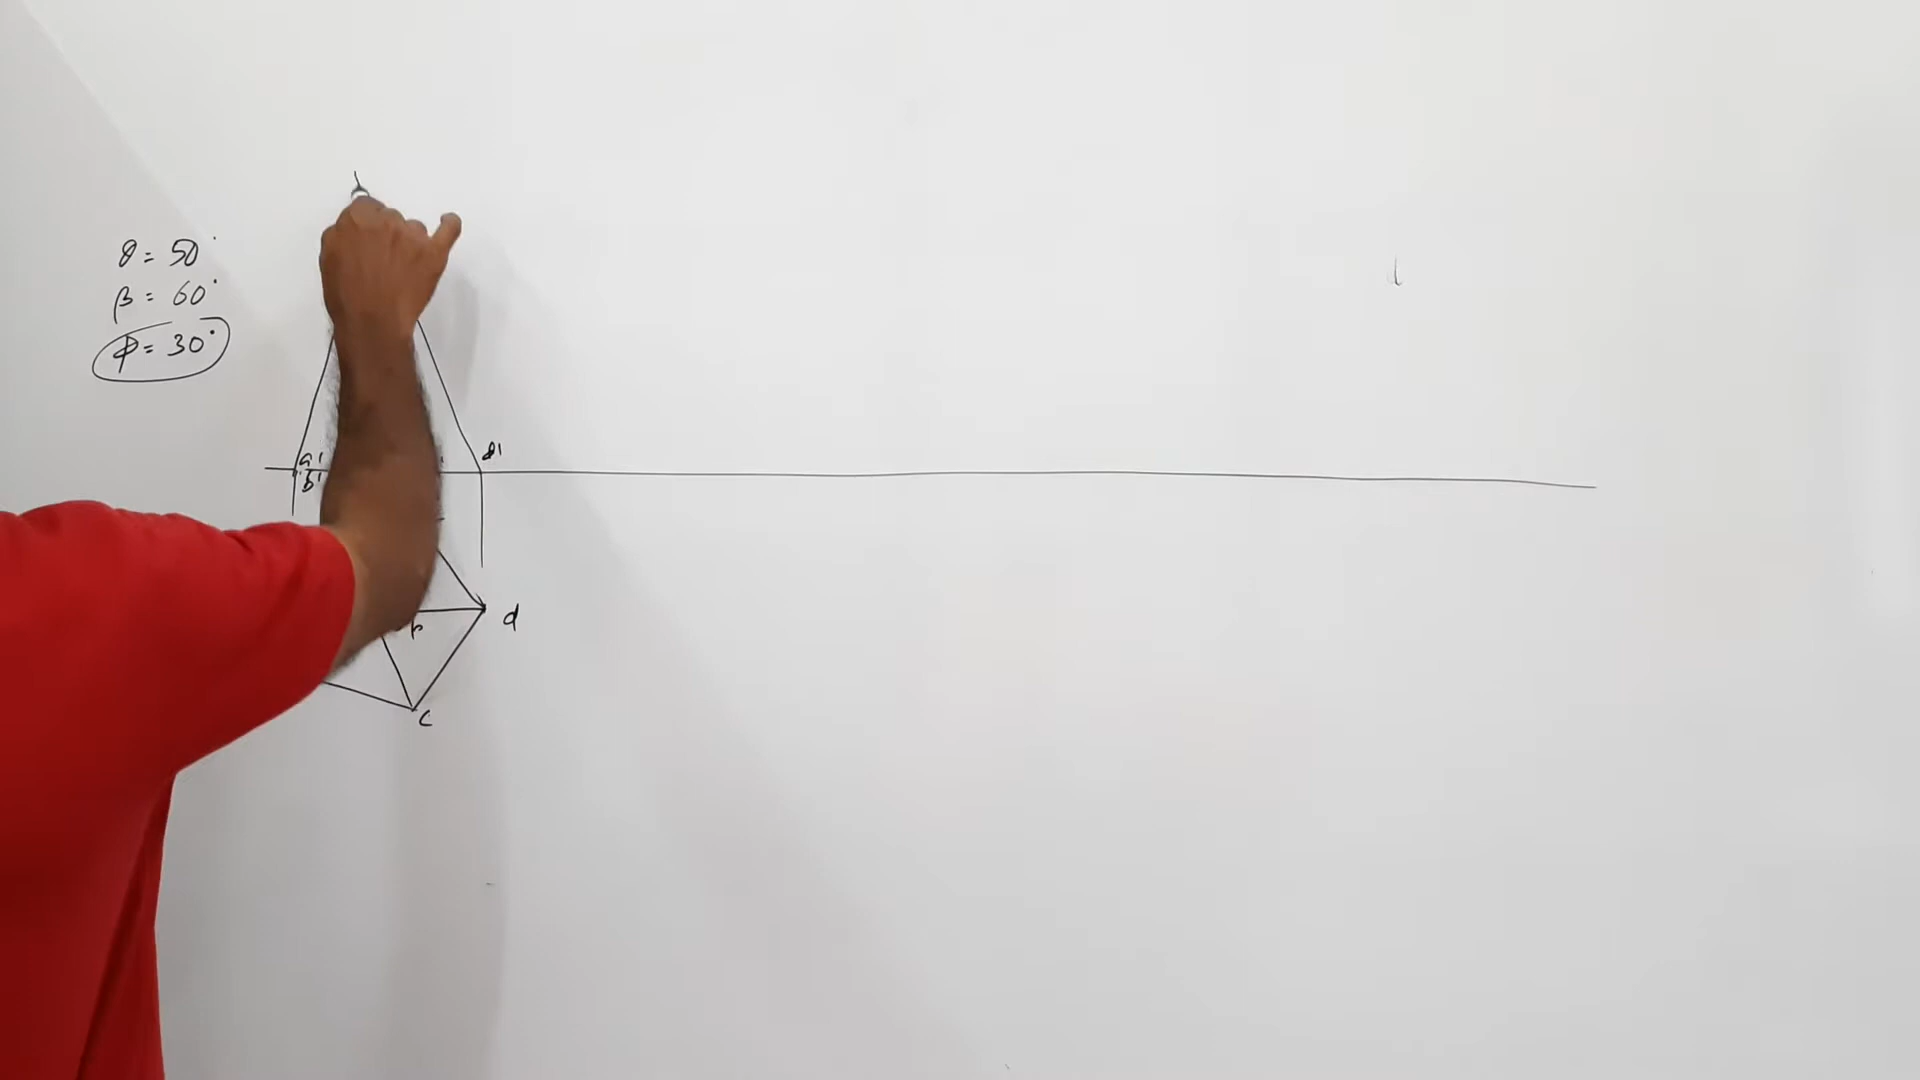 θ = 50°
β = 60°
φ = 30°
a'
b'
d'
d
p
c